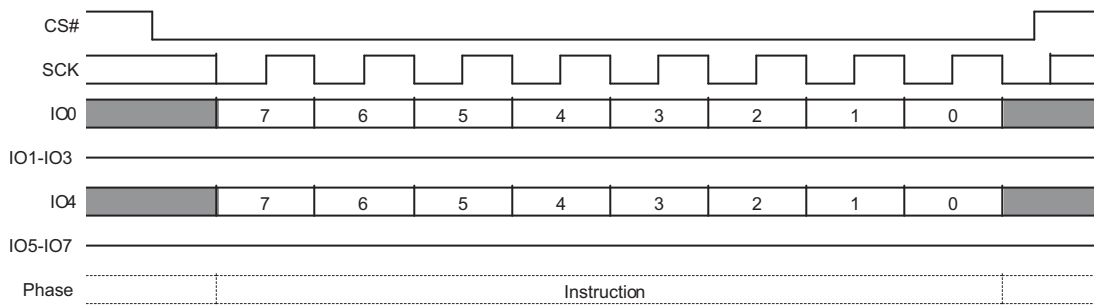 CS#
SCK
IO0 7 6 5 4 3 2 1 0
IO1-IO3
IO4 7 6 5 4 3 2 1 0
IO5-IO7
Phase Instruction